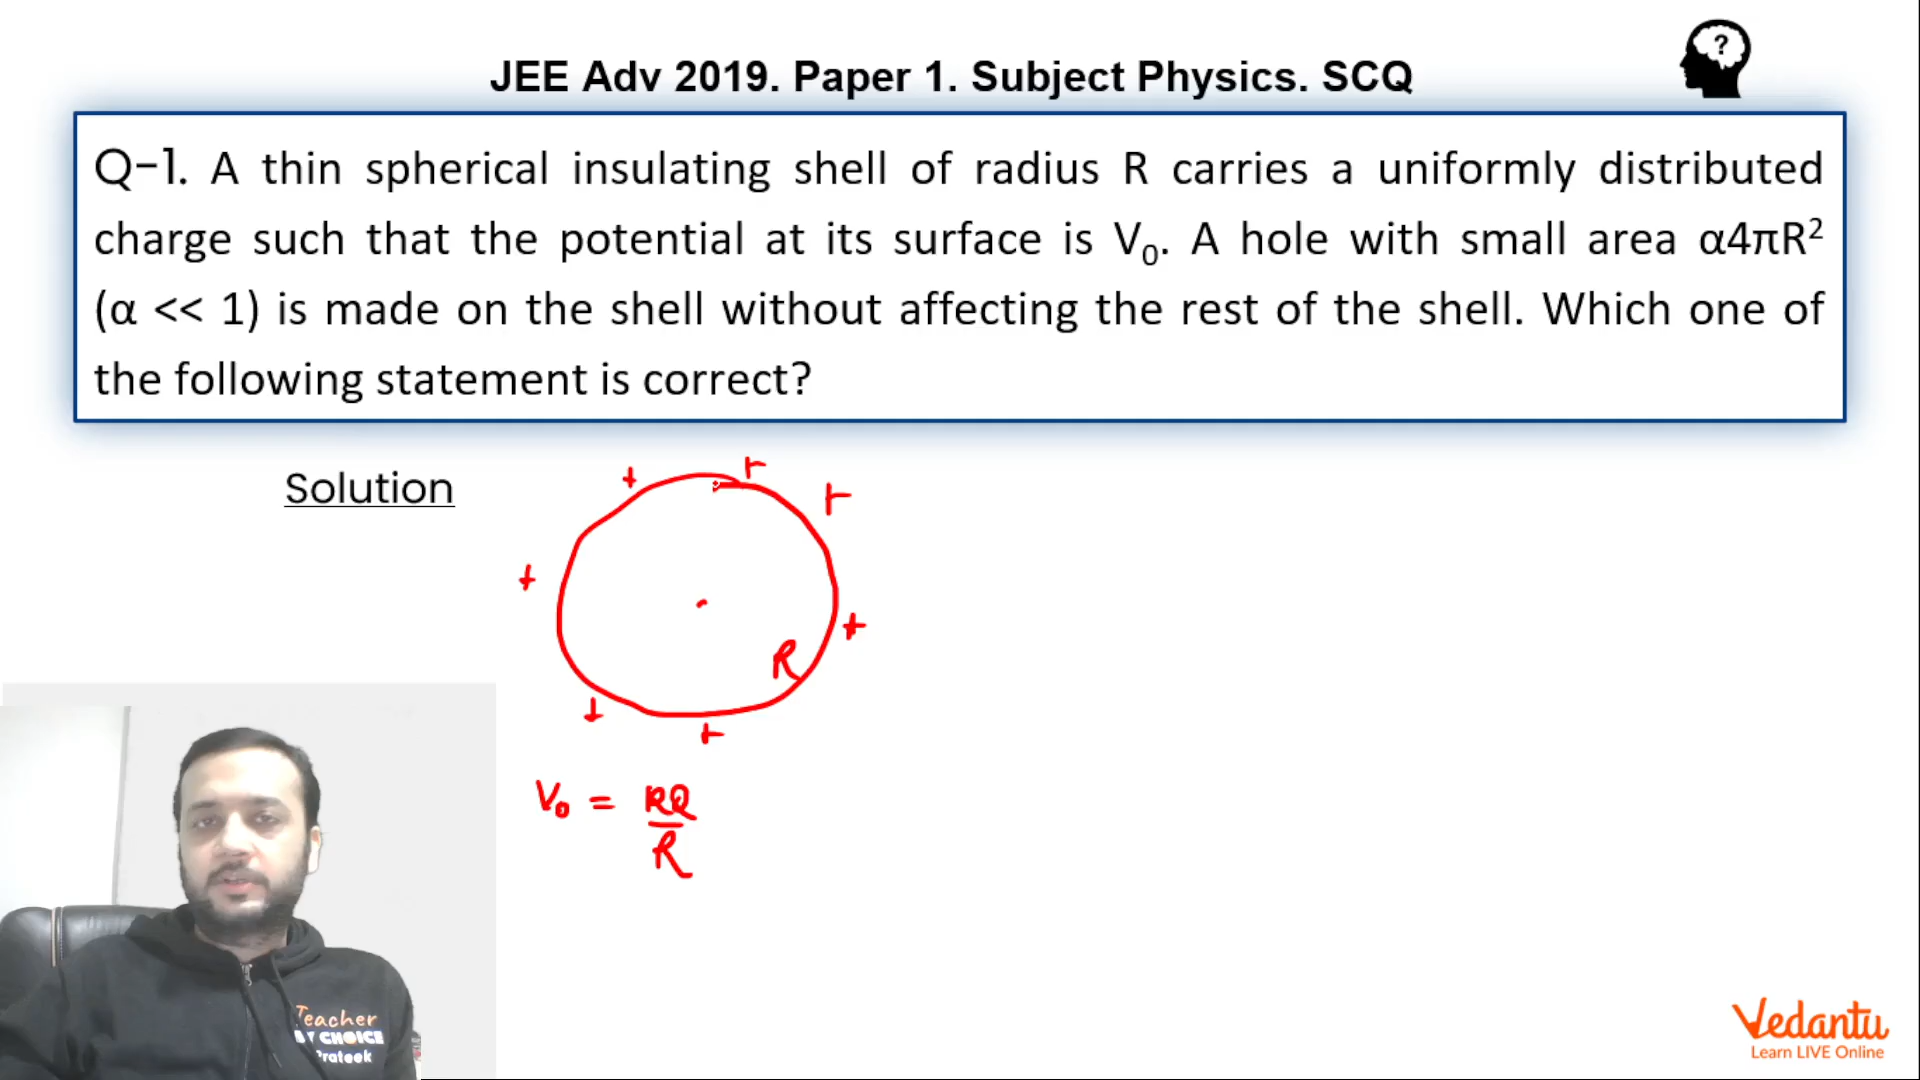 ?
JEE Adv 2019. Paper 1. Subject Physics. SCQ
Q-1. A thin spherical insulating shell of radius R carries a uniformly distributed
charge such that the potential at its surface is V₀. A hole with small area α4πR²
(α << 1) is made on the shell without affecting the rest of the shell. Which one of
the following statement is correct?
Solution
+ + +
+
R +
+ +
V₀ = KQ
R
Teacher
BY CHOICE
Prateek
Vedantu
Learn LIVE Online